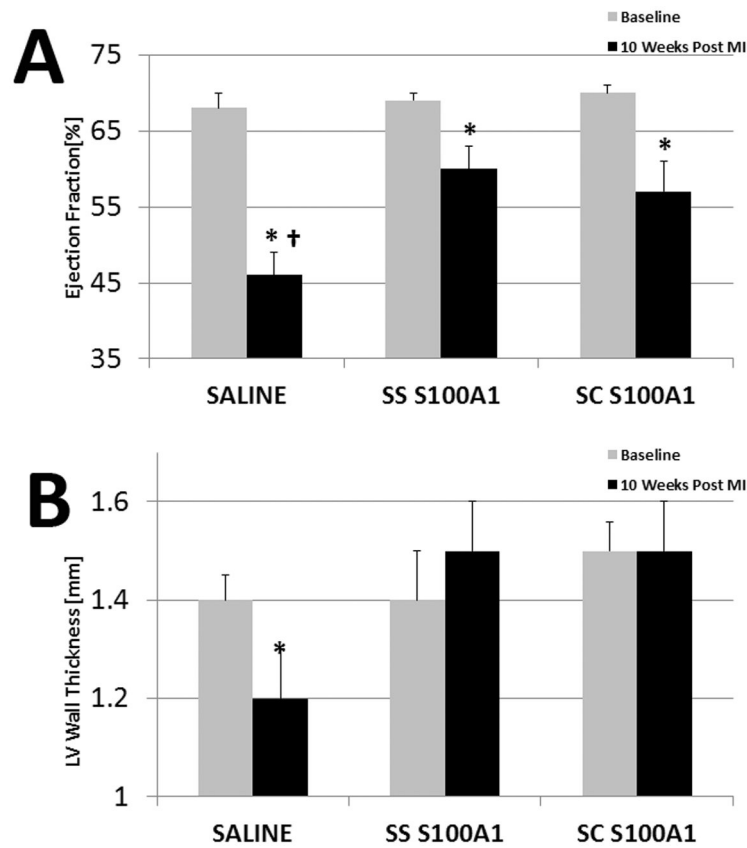 Baseline
10 Weeks Post MI
A
75
65
55
45
35
Ejection Fraction[%]
* †
*
*
SALINE SS S100A1 SC S100A1
Baseline
10 Weeks Post MI
B
1.6
1.4
1.2
1
LV Wall Thickness [mm]
*
SALINE SS S100A1 SC S100A1